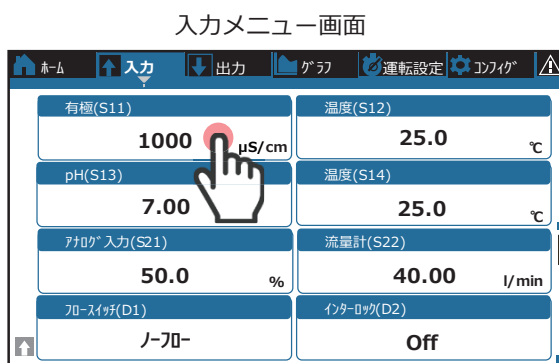 入力メニュー画面
ﾎｰﾑ 入力 出力 ｸﾞﾗﾌ 運転設定 ｺﾝﾌｨｸﾞ
有極(S11) 温度(S12)
1000 µS/cm 25.0 ℃
pH(S13) 温度(S14)
7.00 25.0 ℃
ｱﾅﾛｸﾞ入力(S21) 流量計(S22)
50.0 % 40.00 l/min
ﾌﾛｰｽｲｯﾁ(D1) ｲﾝﾀｰﾛｯｸ(D2)
ﾉｰﾌﾛｰ Off